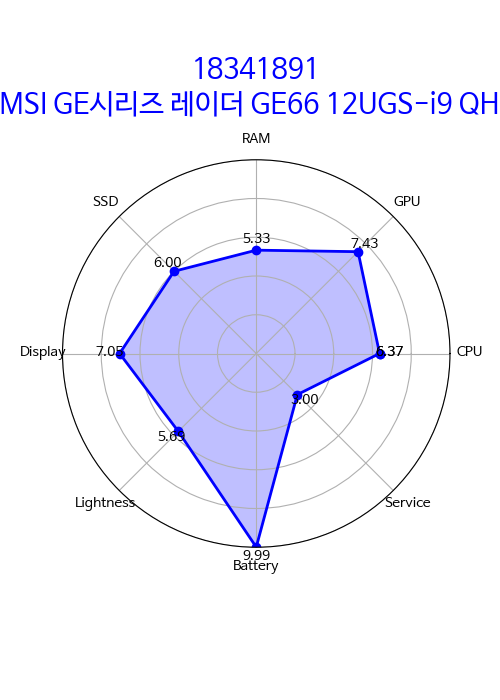 18341891
MSI GE시리즈 레이더 GE66 12UGS-i9 QH
RAM
SSD
GPU
5.33
7.43
6.00
Display
7.05
6.37
CPU
3.00
5.69
Lightness
Service
9.99
Battery